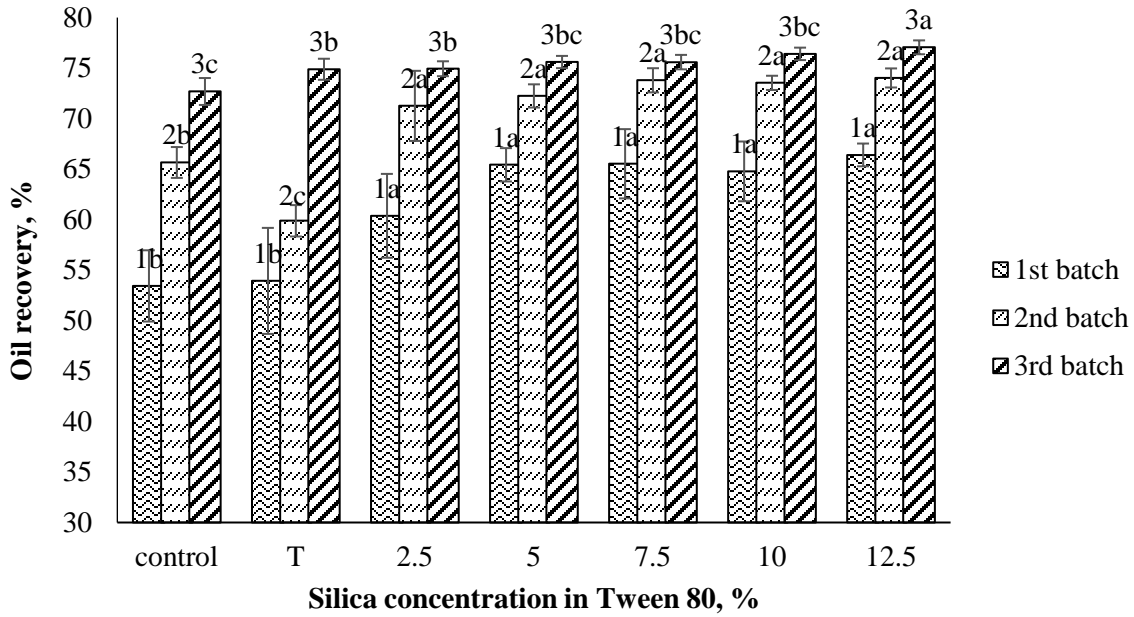 Oil recovery, %
80
75
70
65
60
55
50
45
40
35
30
1b 2b 3c
1b 2c 3b
1a 2a 3b
1a 2a 3bc
1a 2a 3bc
1a 2a 3bc
1a 2a 3a
control T 2.5 5 7.5 10 12.5
Silica concentration in Tween 80, %
1st batch
2nd batch
3rd batch